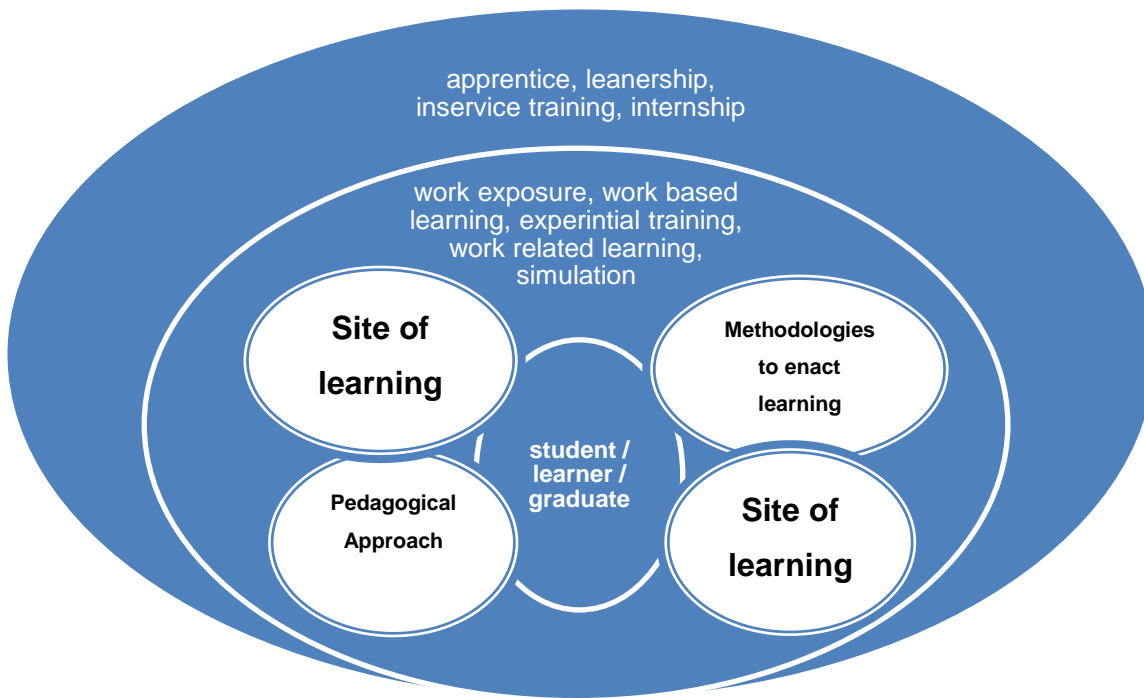 apprentice, leanership,
inservice training, internship
work exposure, work based
learning, experintial training,
work related learning,
simulation
Site of
learning
Methodologies
to enact
learning
student /
learner /
graduate
Pedagogical
Approach
Site of
learning